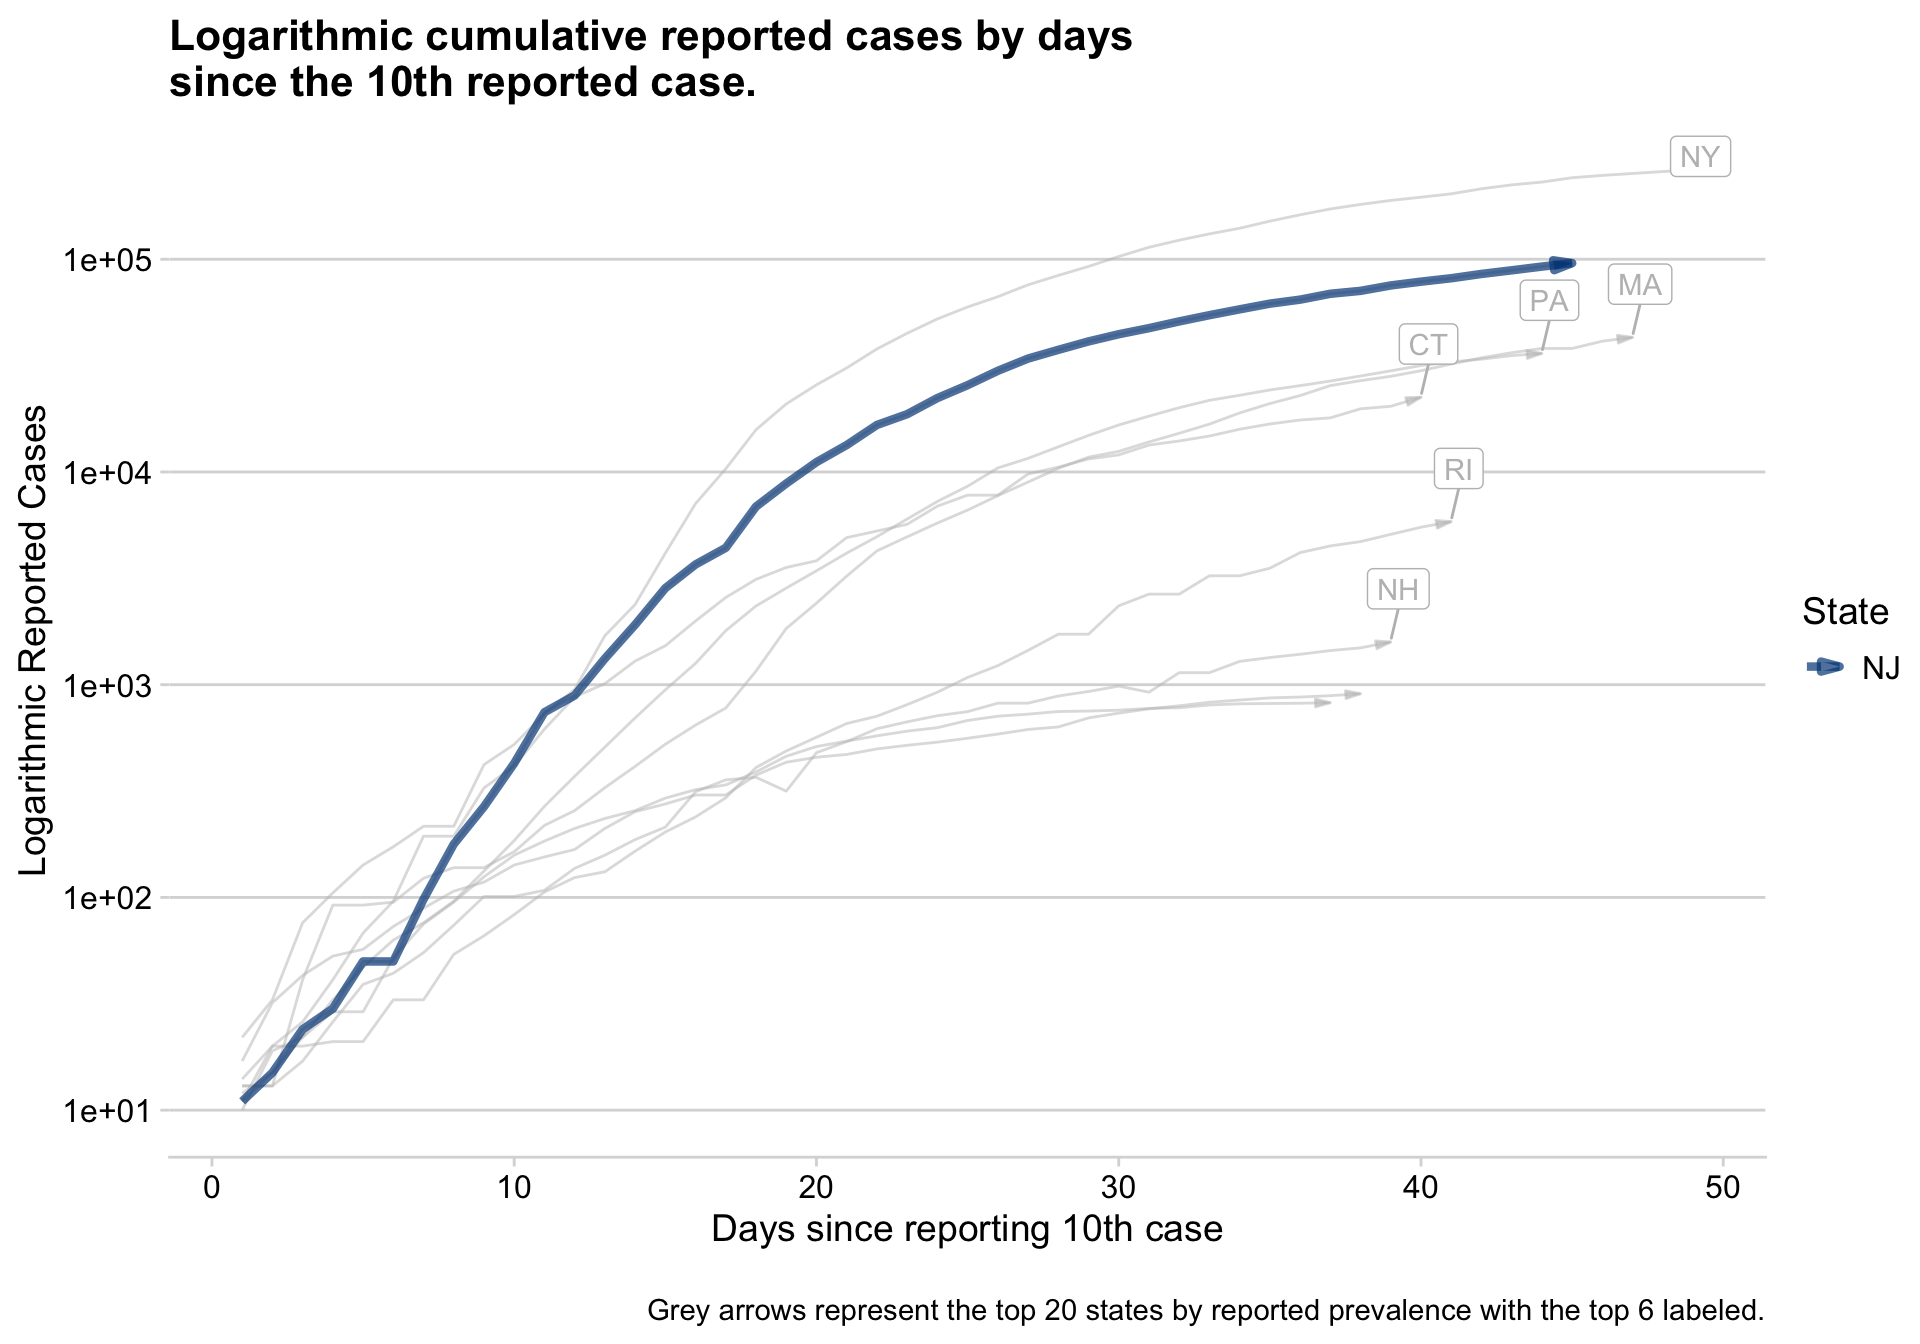 Logarithmic cumulative reported cases by days
since the 10th reported case.
NY
1e+05
MA
PA
CT
1e+04
RI
NH
1e+03
1e+02
1e+01
Logarithmic Reported Cases
State
NJ
0 10 20 30 40 50
Days since reporting 10th case
Grey arrows represent the top 20 states by reported prevalence with the top 6 labeled.